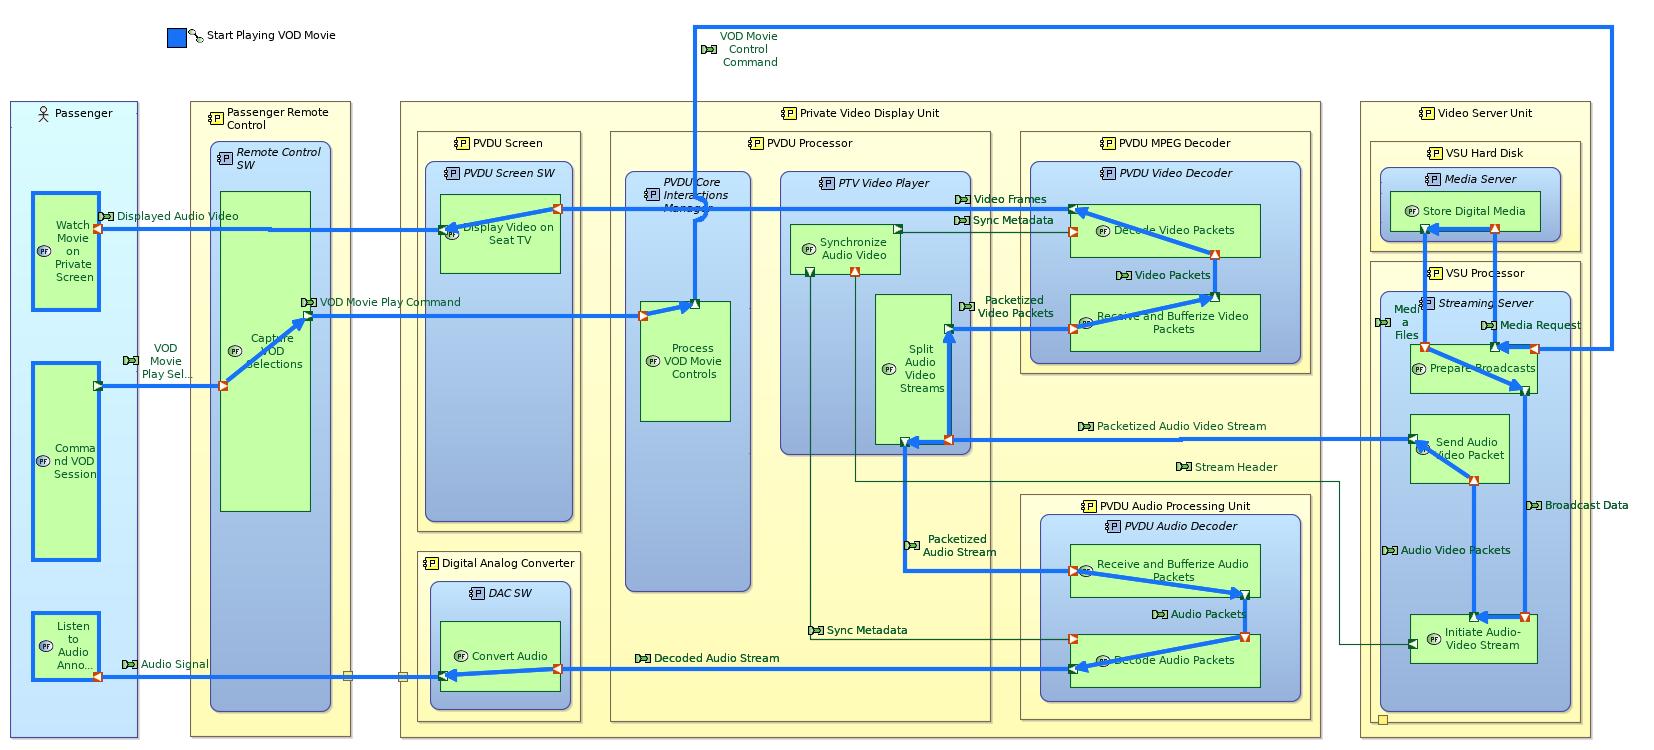 Start Playing VOD Movie
VOD Movie
Control
Command
Passenger
Watch
Movie
on
Private
Screen
Displayed Audio Video
Comma
nd VOD
Session
VOD
Movie
Play Sel...
Listen
to
Audio
Anno...
Audio Signal
Passenger Remote
Control
Remote Control
SW
Capture
VOD
Selections
VOD Movie Play Command
Private Video Display Unit
PVDU Screen
PVDU Screen SW
Display Video on
Seat TV
Digital Analog Converter
DAC SW
Convert Audio
PVDU Processor
PVDU Core
Interactions
Manager
Process
VOD Movie
Controls
PTV Video Player
Synchronize
Audio Video
Split
Audio
Video
Streams
Video Frames
Sync Metadata
Packetized
Video Packets
Packetized
Audio Stream
Sync Metadata
Decoded Audio Stream
PVDU MPEG Decoder
PVDU Video Decoder
Decode Video Packets
Video Packets
Receive and Bufferize Video
Packets
Packetized Audio Video Stream
Stream Header
PVDU Audio Processing Unit
PVDU Audio Decoder
Receive and Bufferize Audio
Packets
Audio Packets
Decode Audio Packets
Video Server Unit
VSU Hard Disk
Media Server
Store Digital Media
VSU Processor
Streaming Server
Medi
a
Files
Media Request
Prepare Broadcasts
Send Audio
Video Packet
Broadcast Data
Audio Video Packets
Initiate Audio-
Video Stream